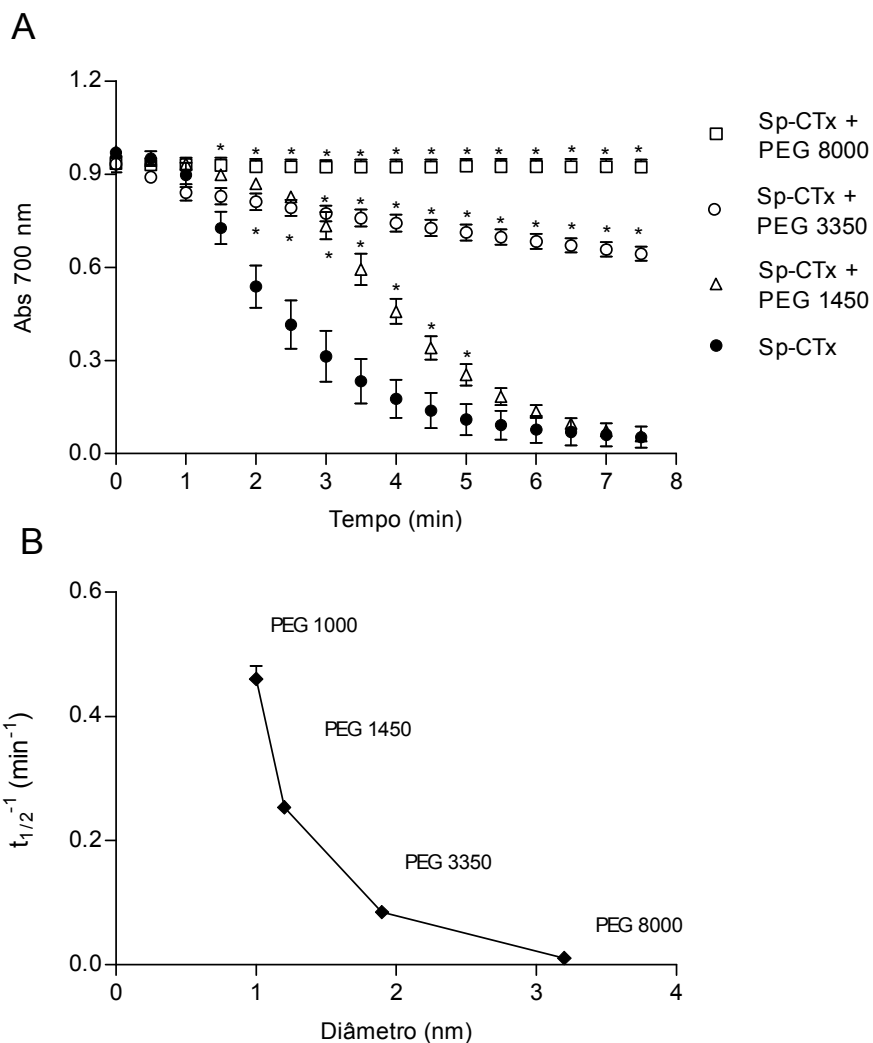 A
1.2
0.9
0.6
0.3
0.0
Abs 700 nm
0 1 2 3 4 5 6 7 8
Tempo (min)
* * * * * * * * * * * * *
* * * * * * * * * *
* * * * * * *
Sp-CTx +
PEG 8000
Sp-CTx +
PEG 3350
Sp-CTx +
PEG 1450
Sp-CTx
B
0.6
0.4
0.2
0.0
t1/2-1 (min-1)
PEG 1000
PEG 1450
PEG 3350
PEG 8000
0 1 2 3 4
Diâmetro (nm)